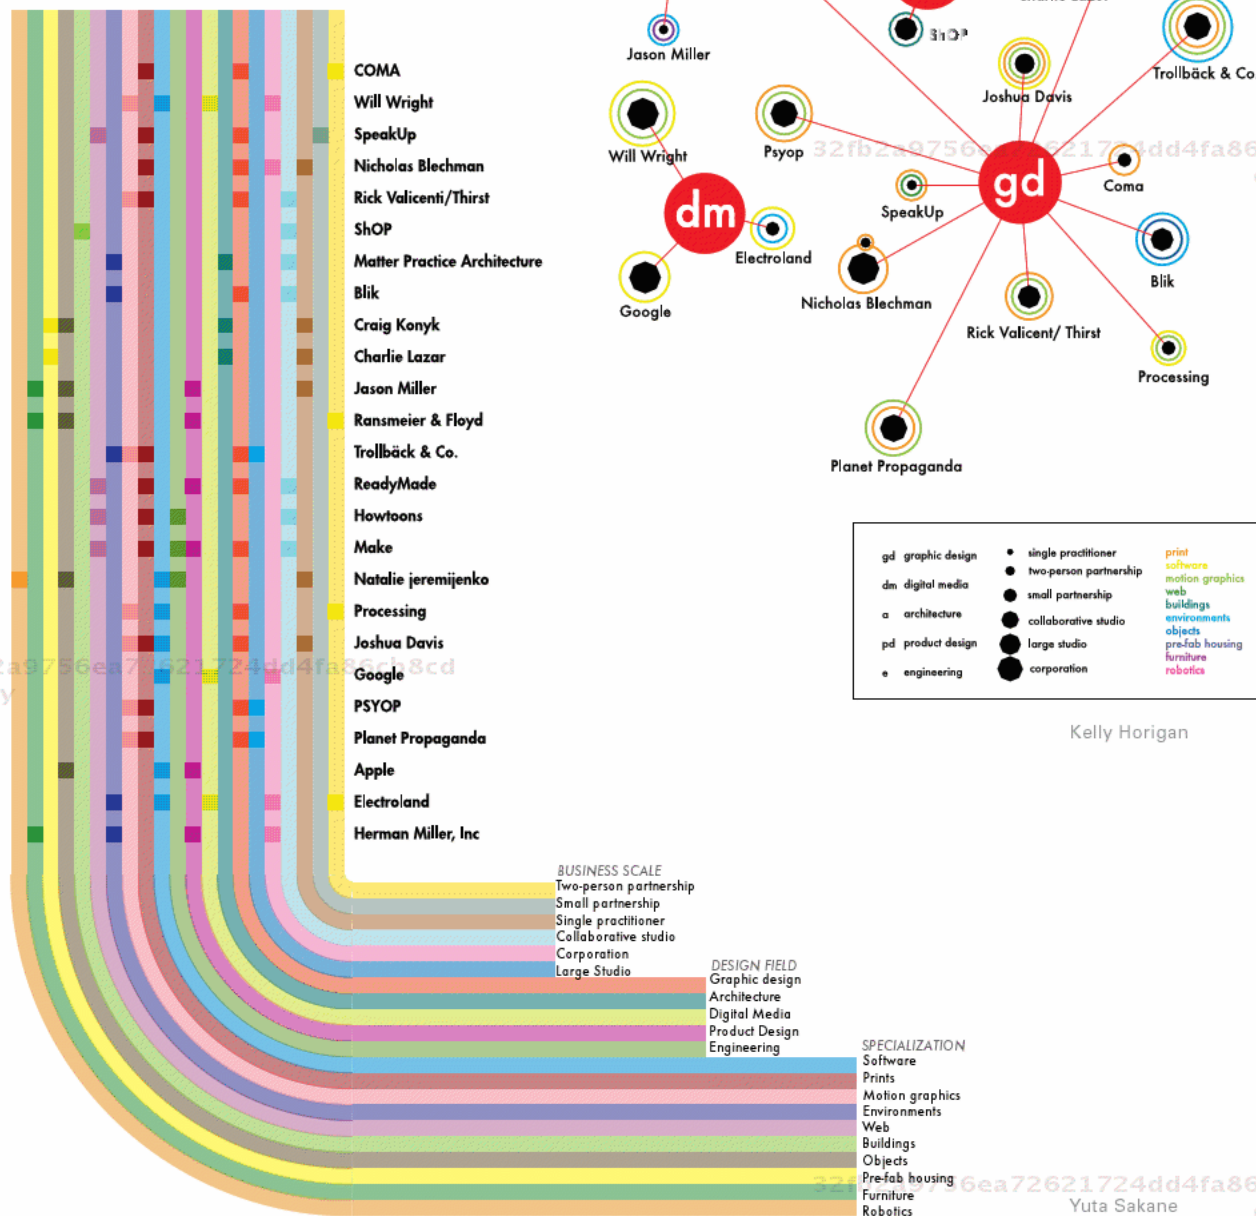 COMA
Will Wright
SpeakUp
Nicholas Blechman
Rick Valicenti/Thirst
ShOP
Matter Practice Architecture
Blik
Craig Konyk
Charlie Lazar
Jason Miller
Ransmeier & Floyd
Trollbäck & Co.
ReadyMade
Howtoons
Make
Natalie jeremijenko
Processing
Joshua Davis
Google
PSYOP
Planet Propaganda
Apple
Electroland
Herman Miller, Inc
BUSINESS SCALE
Two-person partnership
Small partnership
Single practitioner
Collaborative studio
Corporation
Large Studio
DESIGN FIELD
Graphic design
Architecture
Digital Media
Product Design
Engineering
SPECIALIZATION
Software
Prints
Motion graphics
Environments
Web
Buildings
Objects
Pre-fab housing
Furniture
Robotics
Jason Miller
ShOP
Trollbäck & Co.
Joshua Davis
Will Wright
Psyop
32fb2a9756ea72621724dd4fa86
gd
Coma
dm
SpeakUp
Electroland
Blik
Google
Nicholas Blechman
Rick Valicent/ Thirst
Processing
Planet Propaganda
gd graphic design
dm digital media
a architecture
pd product design
e engineering
single practitioner
two-person partnership
small partnership
collaborative studio
large studio
corporation
print
software
motion graphics
web
buildings
environments
objects
pre-fab housing
furniture
robotics
2a9756ea72621724dd4fa86cb8cd
y
Kelly Horigan
32fb2a9756ea72621724dd4fa86
Yuta Sakane